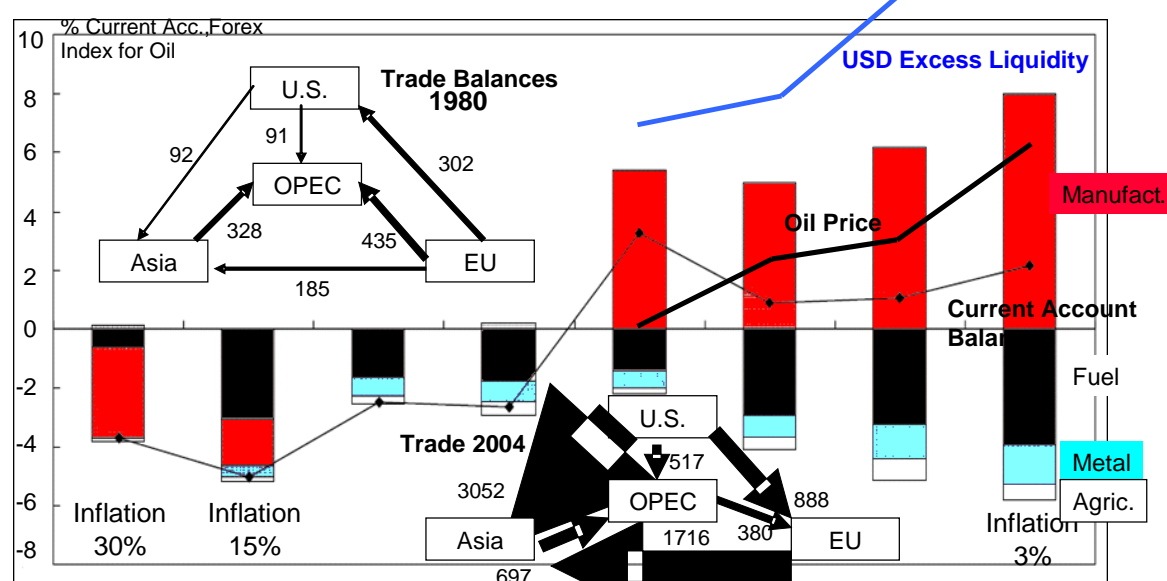 % Current Acc.,Forex
Index for Oil
10
8
6
4
2
0
-2
-4
-6
-8
Trade Balances
1980
U.S.
OPEC
Asia
EU
92
91
302
328
435
185
USD Excess Liquidity
Manufact.
Oil Price
Current Account
Balan
Fuel
Metal
Agric.
Trade 2004
U.S.
OPEC
Asia
EU
517
3052
888
1716
380
697
Inflation
30%
Inflation
15%
Inflation
3%